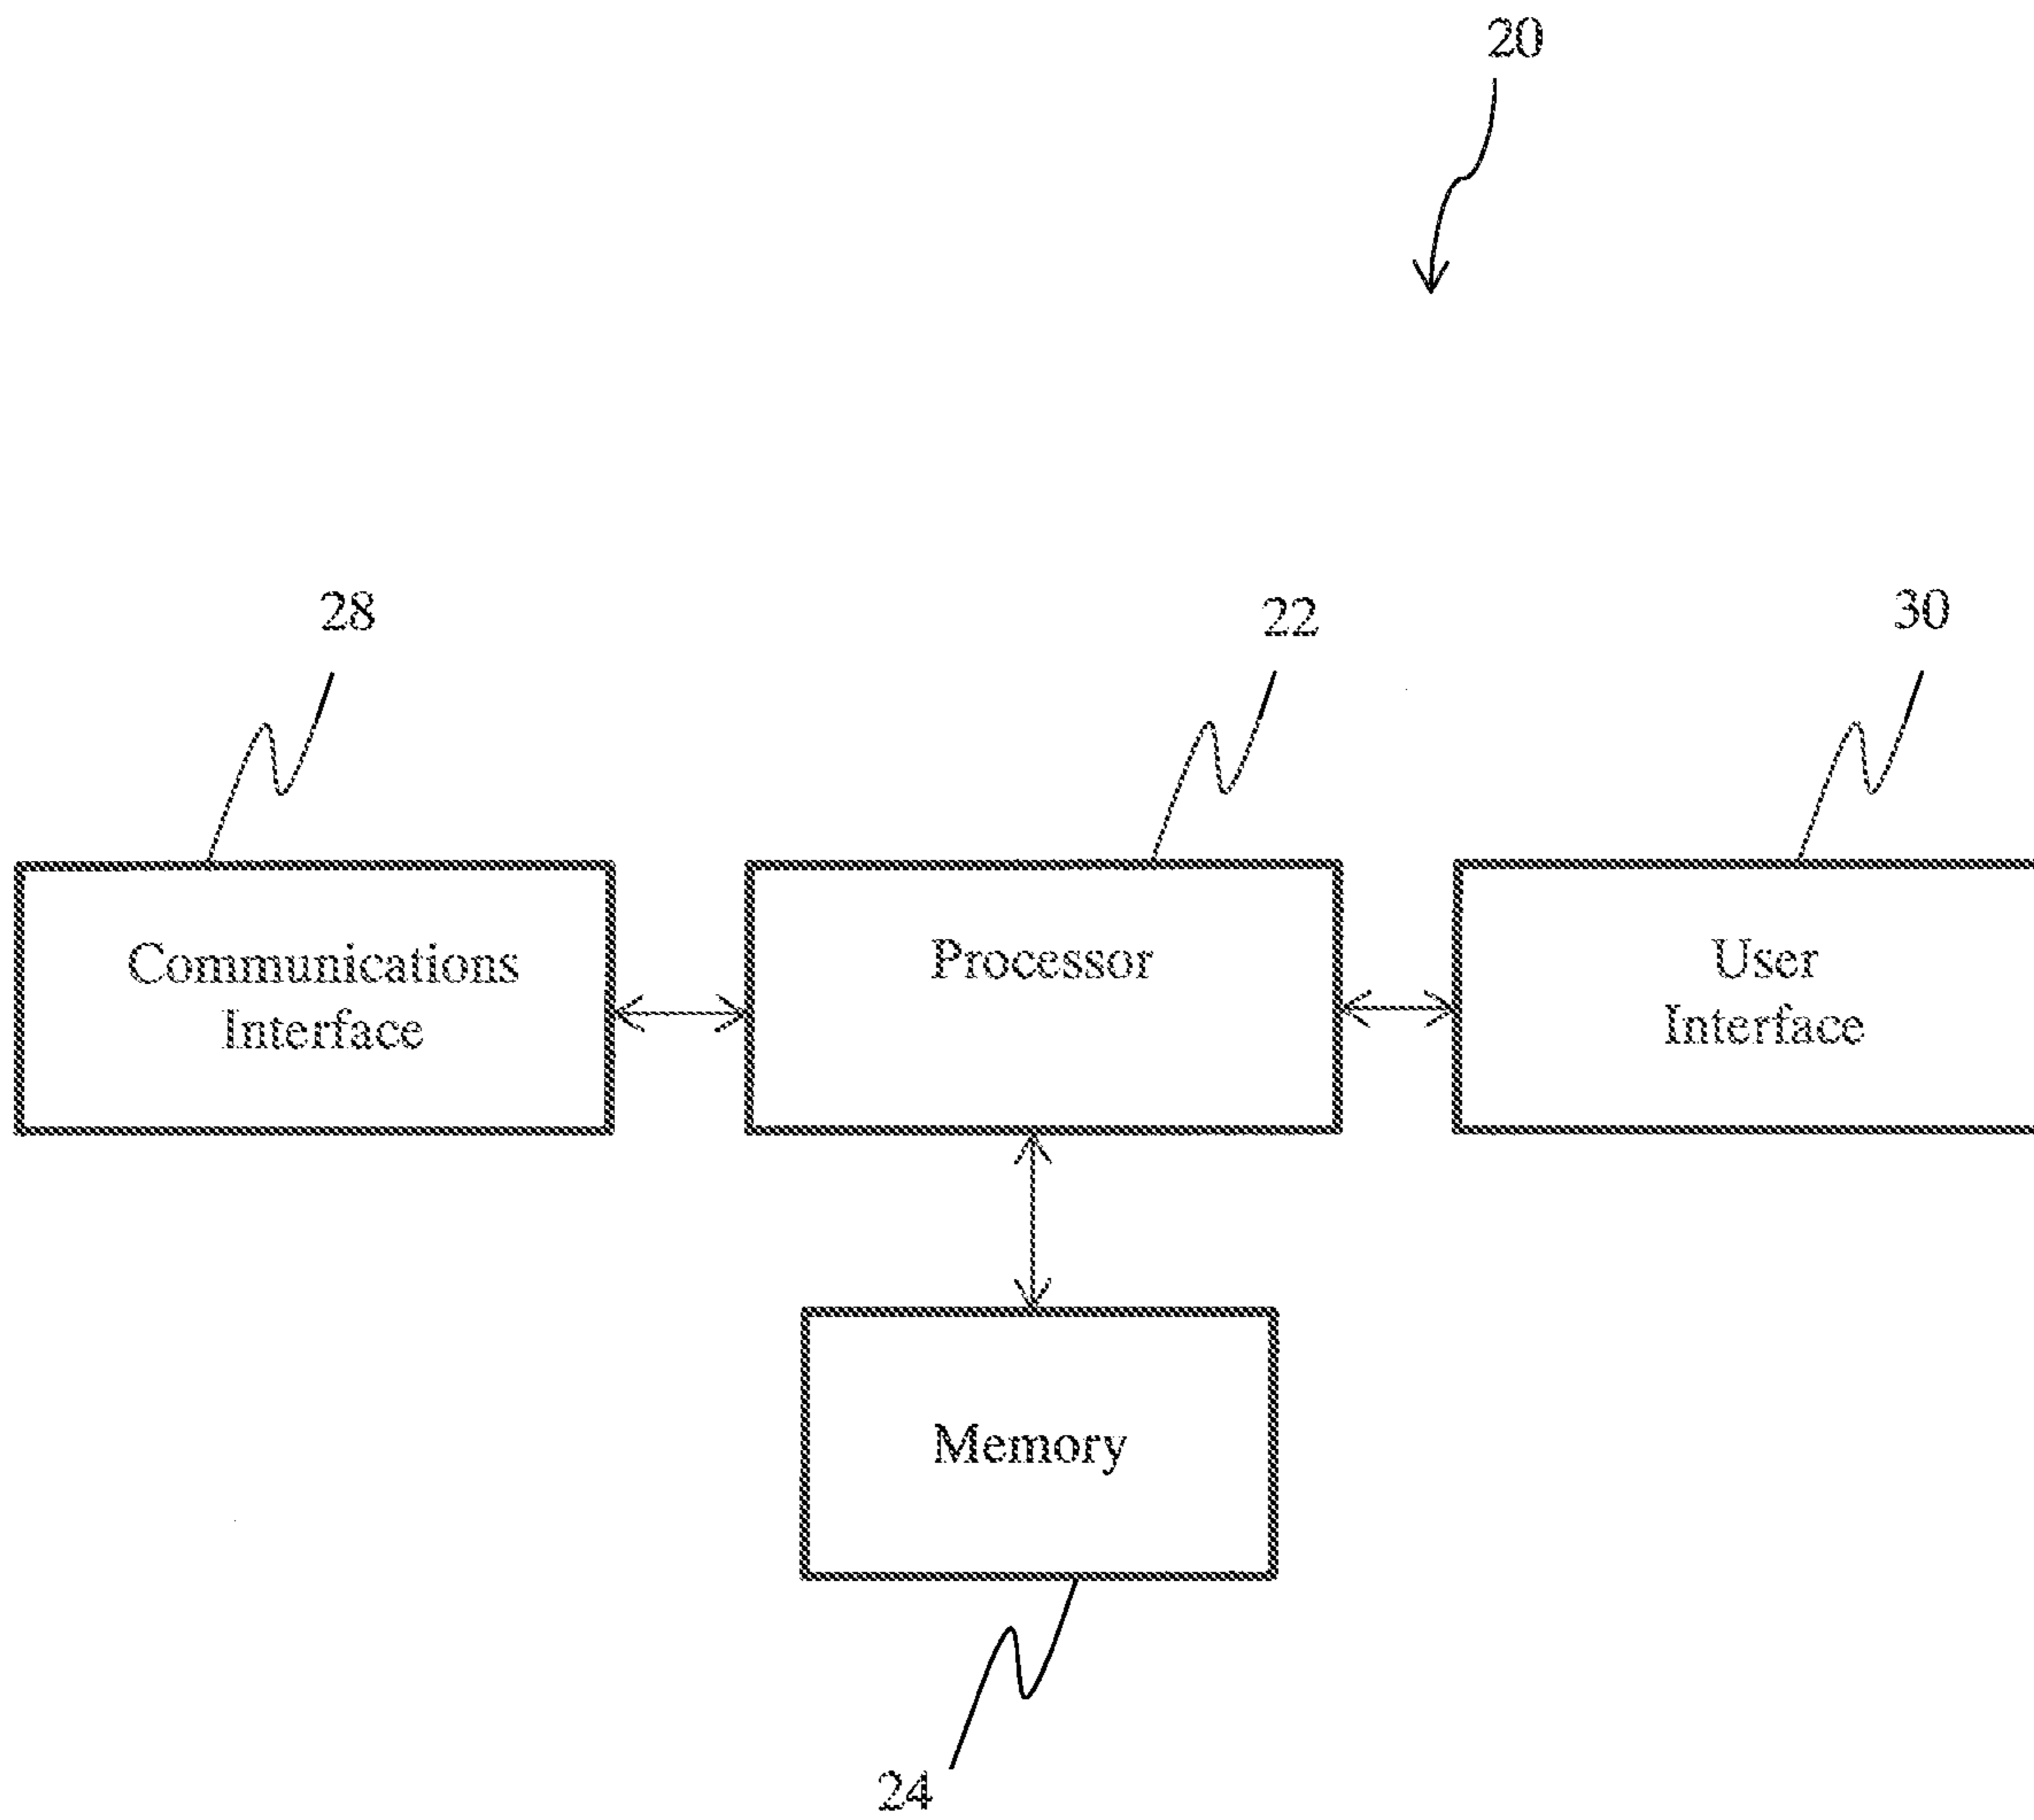 20
28
22
30
Communications
Interface
Processor
User
Interface
Memory
24